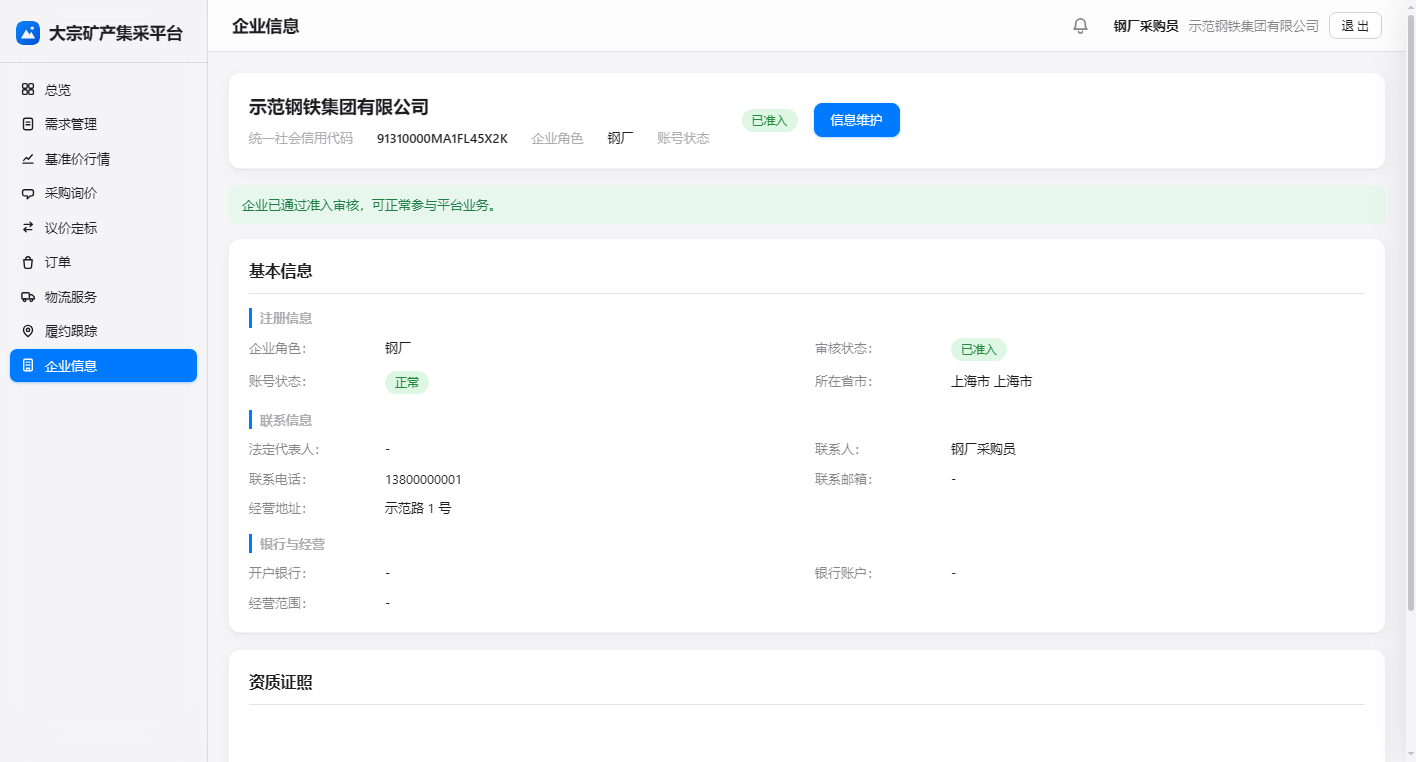 大宗矿产集采平台
企业信息
钢厂采购员 示范钢铁集团有限公司 退 出
总览
需求管理
基准价行情
采购询价
议价定标
订单
物流服务
履约跟踪
企业信息
示范钢铁集团有限公司
统一社会信用代码 91310000MA1FL45X2K 企业角色 钢厂 账号状态
已准入
信息维护
企业已通过准入审核，可正常参与平台业务。
基本信息
注册信息
企业角色: 钢厂 审核状态: 已准入
账号状态: 正常 所在省市: 上海市 上海市
联系信息
法定代表人: - 联系人: 钢厂采购员
联系电话: 13800000001 联系邮箱: -
经营地址: 示范路 1 号
银行与经营
开户银行: - 银行账户: -
经营范围: -
资质证照